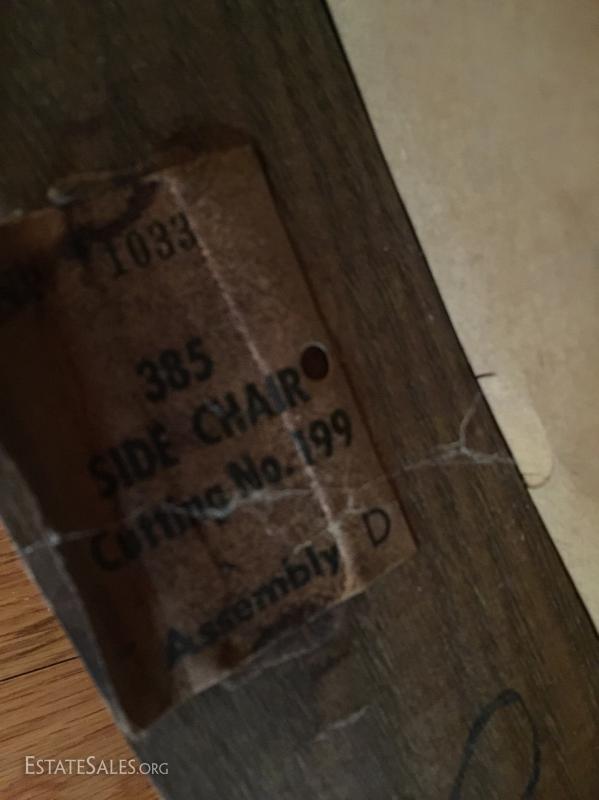 1033
385
SIDE CHAIR
Cutting No. 199
Assembly D
ESTATESALES.ORG